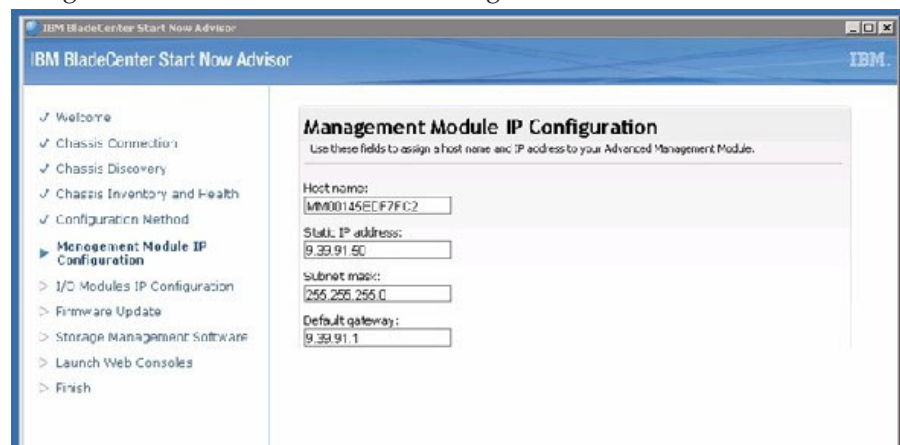 IBM BladeCenter Start Now Advisor
IBM BladeCenter Start Now Advisor
IBM.
Welcome
Chassis Connection
Chassis Discovery
Chassis Inventory and Health
Configuration Method
Management Module IP
Configuration
I/O Modules IP Configuration
Firmware Update
Storage Management Software
Launch Web Consoles
Finish
Management Module IP Configuration
Use these fields to assign a host name and IP address to your Advanced Management Module.
Host name:
Static IP address:
9.39.91.50
Subnet mask:
255.255.255.0
Default gateway:
9.39.91.1